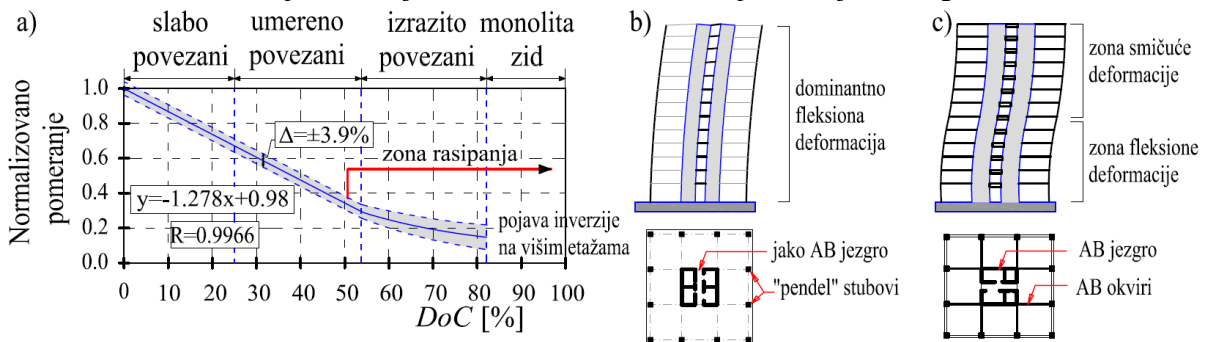 a)
slabo
povezani
umereno
povezani
izrazito
povezani
monolita
zid
Normalizovano
pomeranje
1.0
0.8
0.6
0.4
0.2
0.0
Δ=±3.9%
zona rasipanja
y=-1.278x+0.98
R=0.9966
pojava inverzije
na višim etažama
0 10 20 30 40 50 60 70 80 90 100
DoC [%]
b)
dominantno
fleksiona
deformacija
jako AB jezgro
"pendel" stubovi
c)
zona smičuće
deformacije
zona fleksione
deformacije
AB jezgro
AB okviri